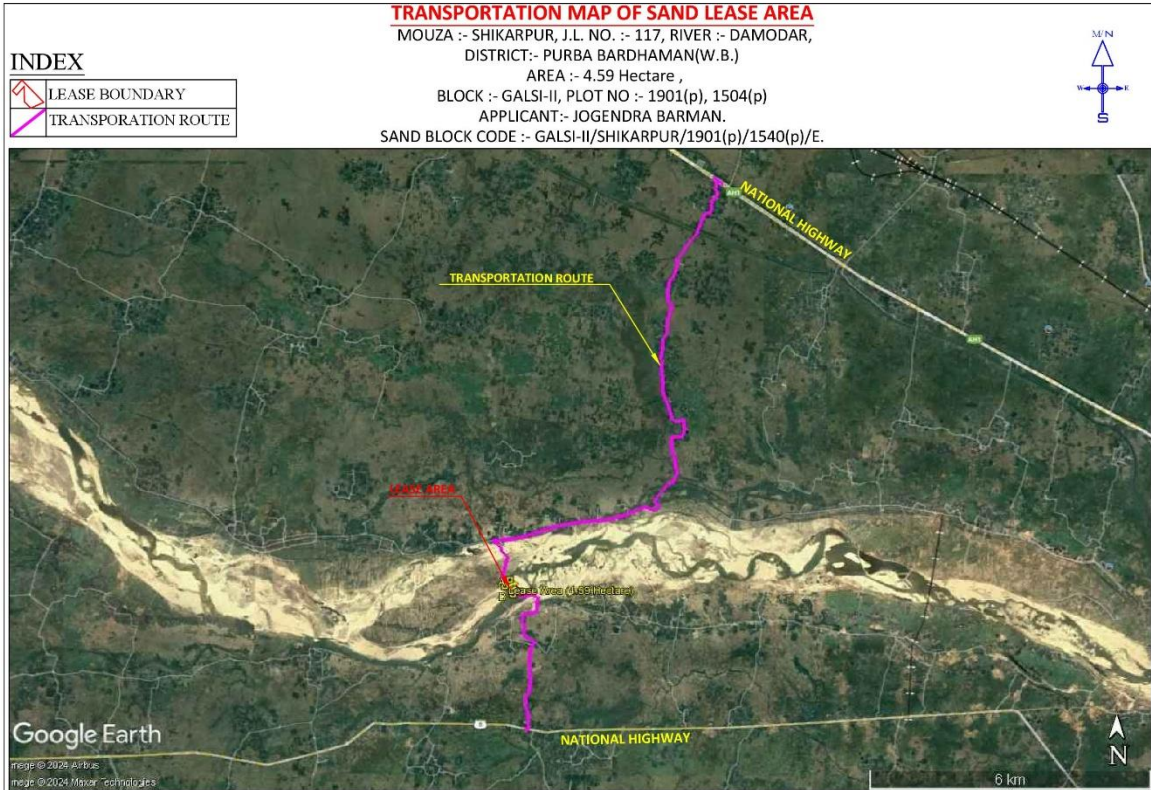 TRANSPORTATION MAP OF SAND LEASE AREA
MOUZA :- SHIKARPUR, J.L. NO. :- 117, RIVER :- DAMODAR,
DISTRICT:- PURBA BARDHAMAN(W.B.)
AREA :- 4.59 Hectare ,
BLOCK :- GALSI-II, PLOT NO :- 1901(p), 1504(p)
APPLICANT:- JOGENDRA BARMAN.
SAND BLOCK CODE :- GALSI-II/SHIKARPUR/1901(p)/1540(p)/E.
INDEX
LEASE BOUNDARY
TRANSPORATION ROUTE
M/N
W E
S
AH1
NATIONAL HIGHWAY
TRANSPORTATION ROUTE
AH1
LEASE AREA
Lease Area (4.59 Hectare)
NATIONAL HIGHWAY
Google Earth
mage © 2024 Airbus
mage © 2024 Maxar Technologies
N
6 km